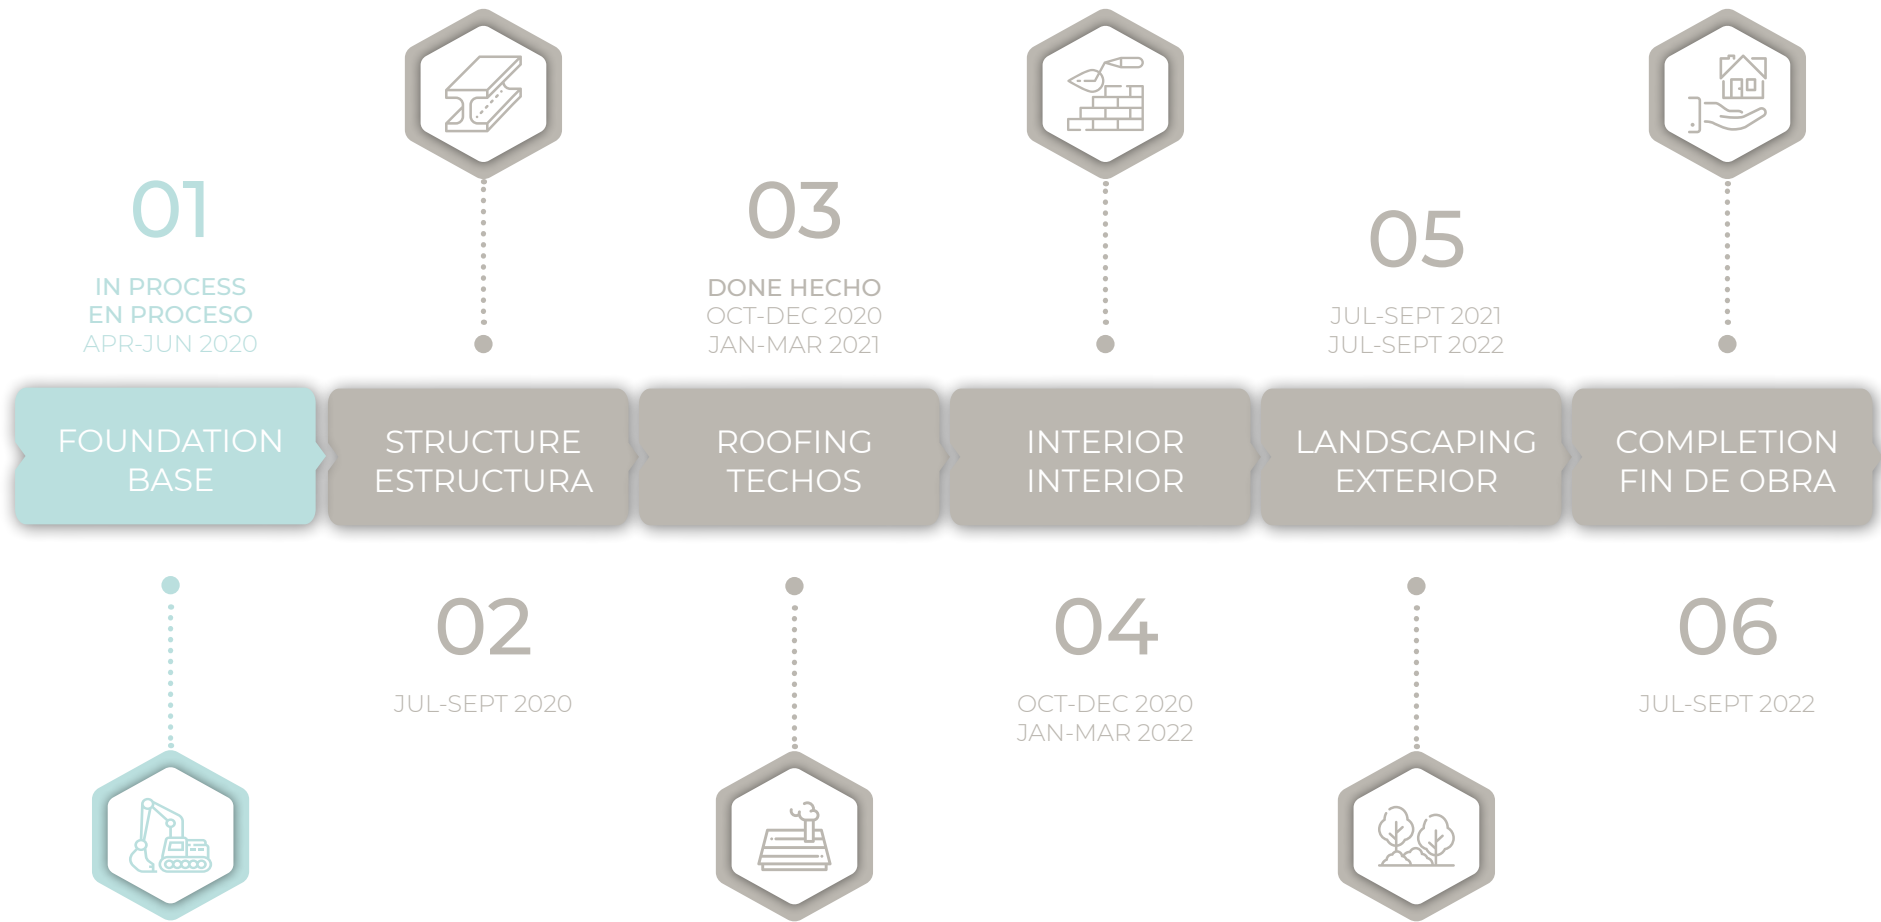 01
IN PROCESS
EN PROCESO
APR-JUN 2020
FOUNDATION
BASE
STRUCTURE
ESTRUCTURA
02
JUL-SEPT 2020
03
DONE HECHO
OCT-DEC 2020
JAN-MAR 2021
ROOFING
TECHOS
INTERIOR
INTERIOR
04
OCT-DEC 2020
JAN-MAR 2022
05
JUL-SEPT 2021
JUL-SEPT 2022
LANDSCAPING
EXTERIOR
COMPLETION
FIN DE OBRA
06
JUL-SEPT 2022